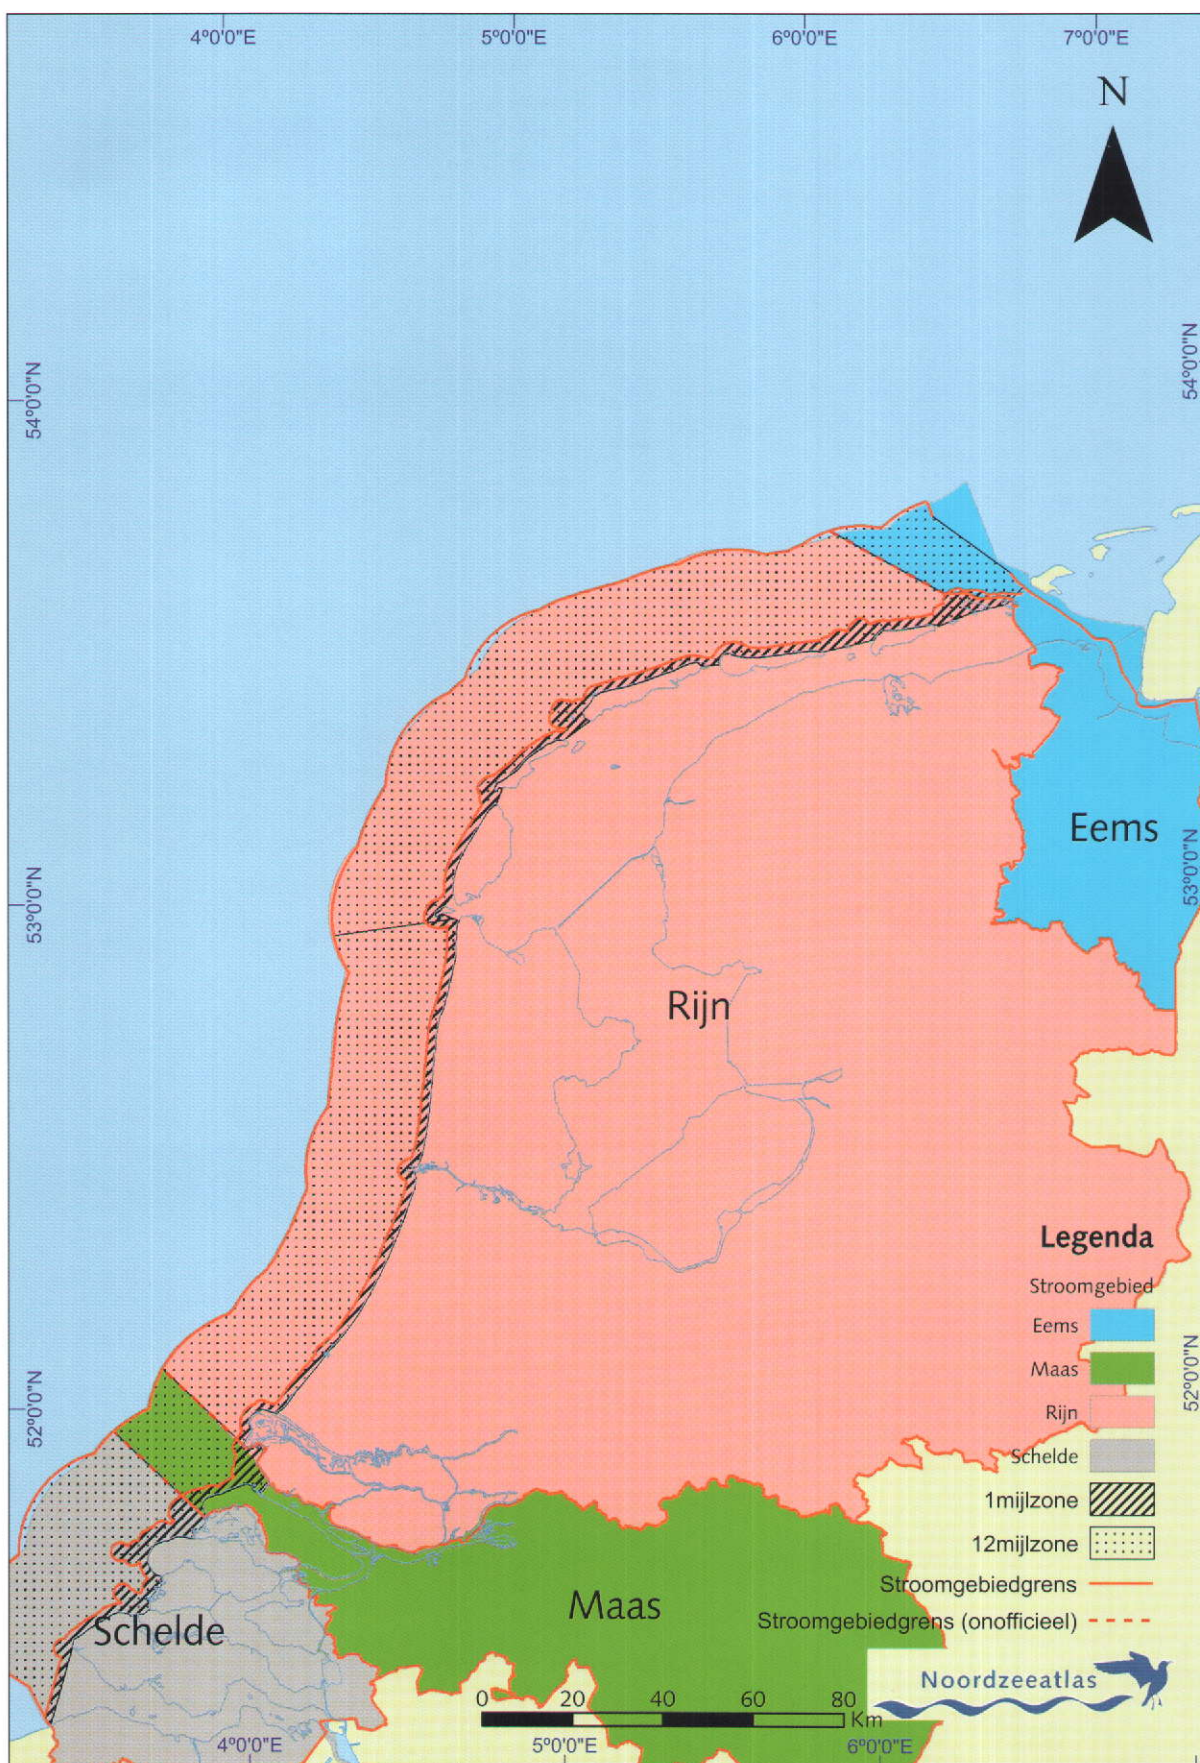 4°0'0"E
5°0'0"E
6°0'0"E
7°0'0"E
N
54°0'0"N
54°0'0"N
Eems
53°0'0"N
53°0'0"N
Rijn
Legenda
Stroomgebied
Eems
Maas
Rijn
Schelde
1mijlzone
12mijlzone
Stroomgebiedgrens
Stroomgebiedgrens (onofficieel)
52°0'0"N
52°0'0"N
Maas
Schelde
Noordzeeatlas
0 20 40 60 80
Km
4°0'0"E
5°0'0"E
6°0'0"E